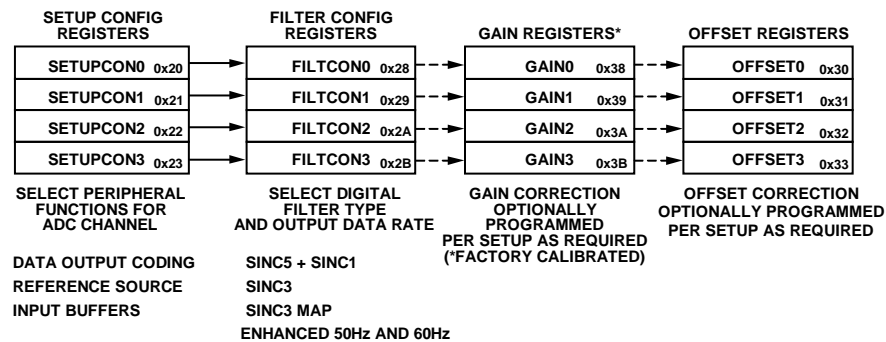 SETUP CONFIG
REGISTERS
SETUPCON0 0x20
SETUPCON1 0x21
SETUPCON2 0x22
SETUPCON3 0x23
SELECT PERIPHERAL
FUNCTIONS FOR
ADC CHANNEL
DATA OUTPUT CODING
REFERENCE SOURCE
INPUT BUFFERS
FILTER CONFIG
REGISTERS
FILTCON0 0x28
FILTCON1 0x29
FILTCON2 0x2A
FILTCON3 0x2B
SELECT DIGITAL
FILTER TYPE
AND OUTPUT DATA RATE
SINC5 + SINC1
SINC3
SINC3 MAP
ENHANCED 50Hz AND 60Hz
GAIN REGISTERS*
GAIN0 0x38
GAIN1 0x39
GAIN2 0x3A
GAIN3 0x3B
GAIN CORRECTION
OPTIONALLY
PROGRAMMED
PER SETUP AS REQUIRED
(*FACTORY CALIBRATED)
OFFSET REGISTERS
OFFSET0 0x30
OFFSET1 0x31
OFFSET2 0x32
OFFSET3 0x33
OFFSET CORRECTION
OPTIONALLY PROGRAMMED
PER SETUP AS REQUIRED